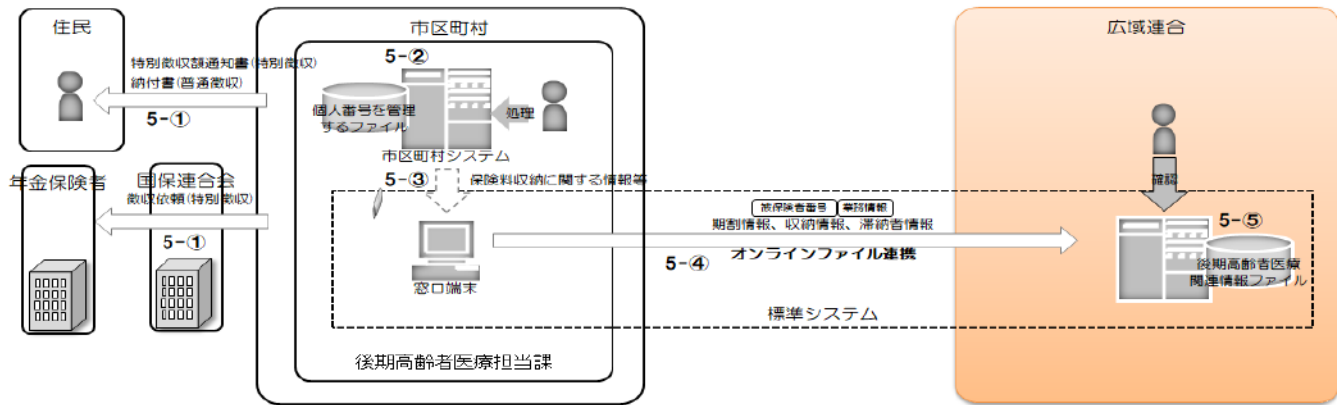 住民
特別徴収額通知書(特別徴収)
納付書(普通徴収)
5-①
年金保険者
国保連合会
徴収依頼(特別徴収)
5-①
市区町村
5-②
個人番号を管理
するファイル
処理
市区町村システム
5-③
保険料収納に関する情報等
窓口端末
後期高齢者医療担当課
被保険者番号
業務情報
期割情報、収納情報、滞納者情報
5-④
オンラインファイル連携
標準システム
広域連合
確認
5-⑤
後期高齢者医療
関連情報ファイル